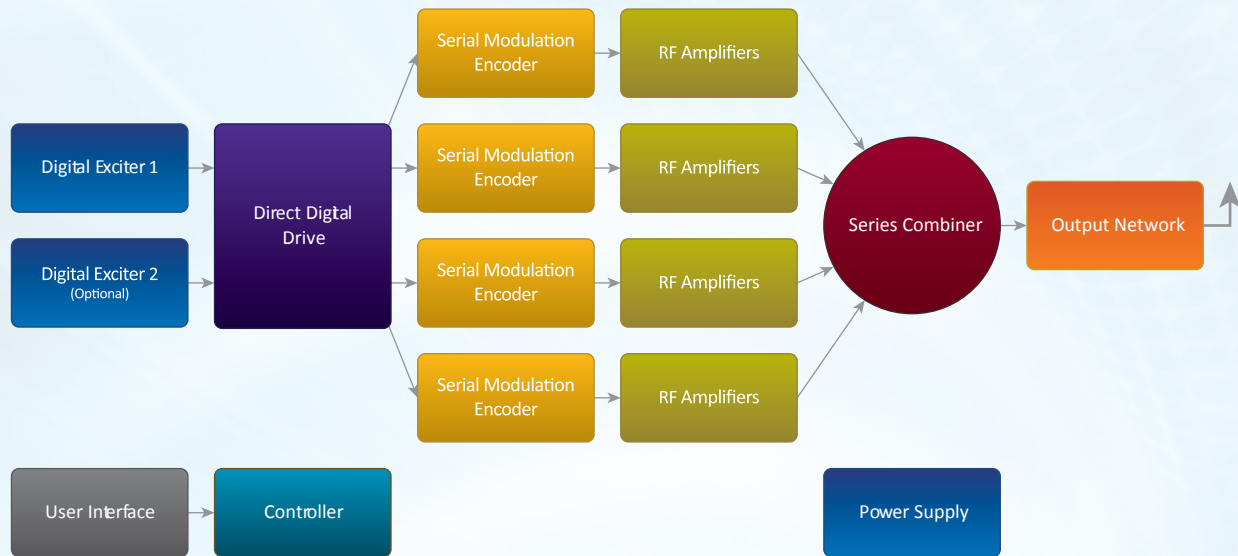 Serial Modulation
Encoder
RF Amplifiers
Digital Exciter 1
Direct Digital
Drive
Serial Modulation
Encoder
RF Amplifiers
Series Combiner
Output Network
Digital Exciter 2
(Optional)
Serial Modulation
Encoder
RF Amplifiers
Serial Modulation
Encoder
RF Amplifiers
User Interface
Controller
Power Supply